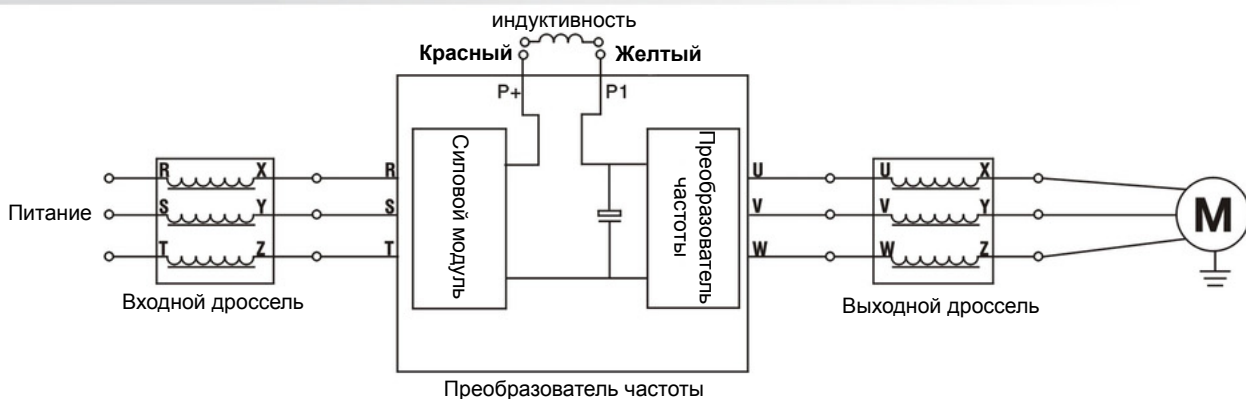 индуктивность
Красный Желтый
P+ P1
Силовой модуль
Преобразователь
частоты
R X R U U X
Питание S Y S V V Y M
T Z T W W Z
Входной дроссель
Выходной дроссель
Преобразователь частоты